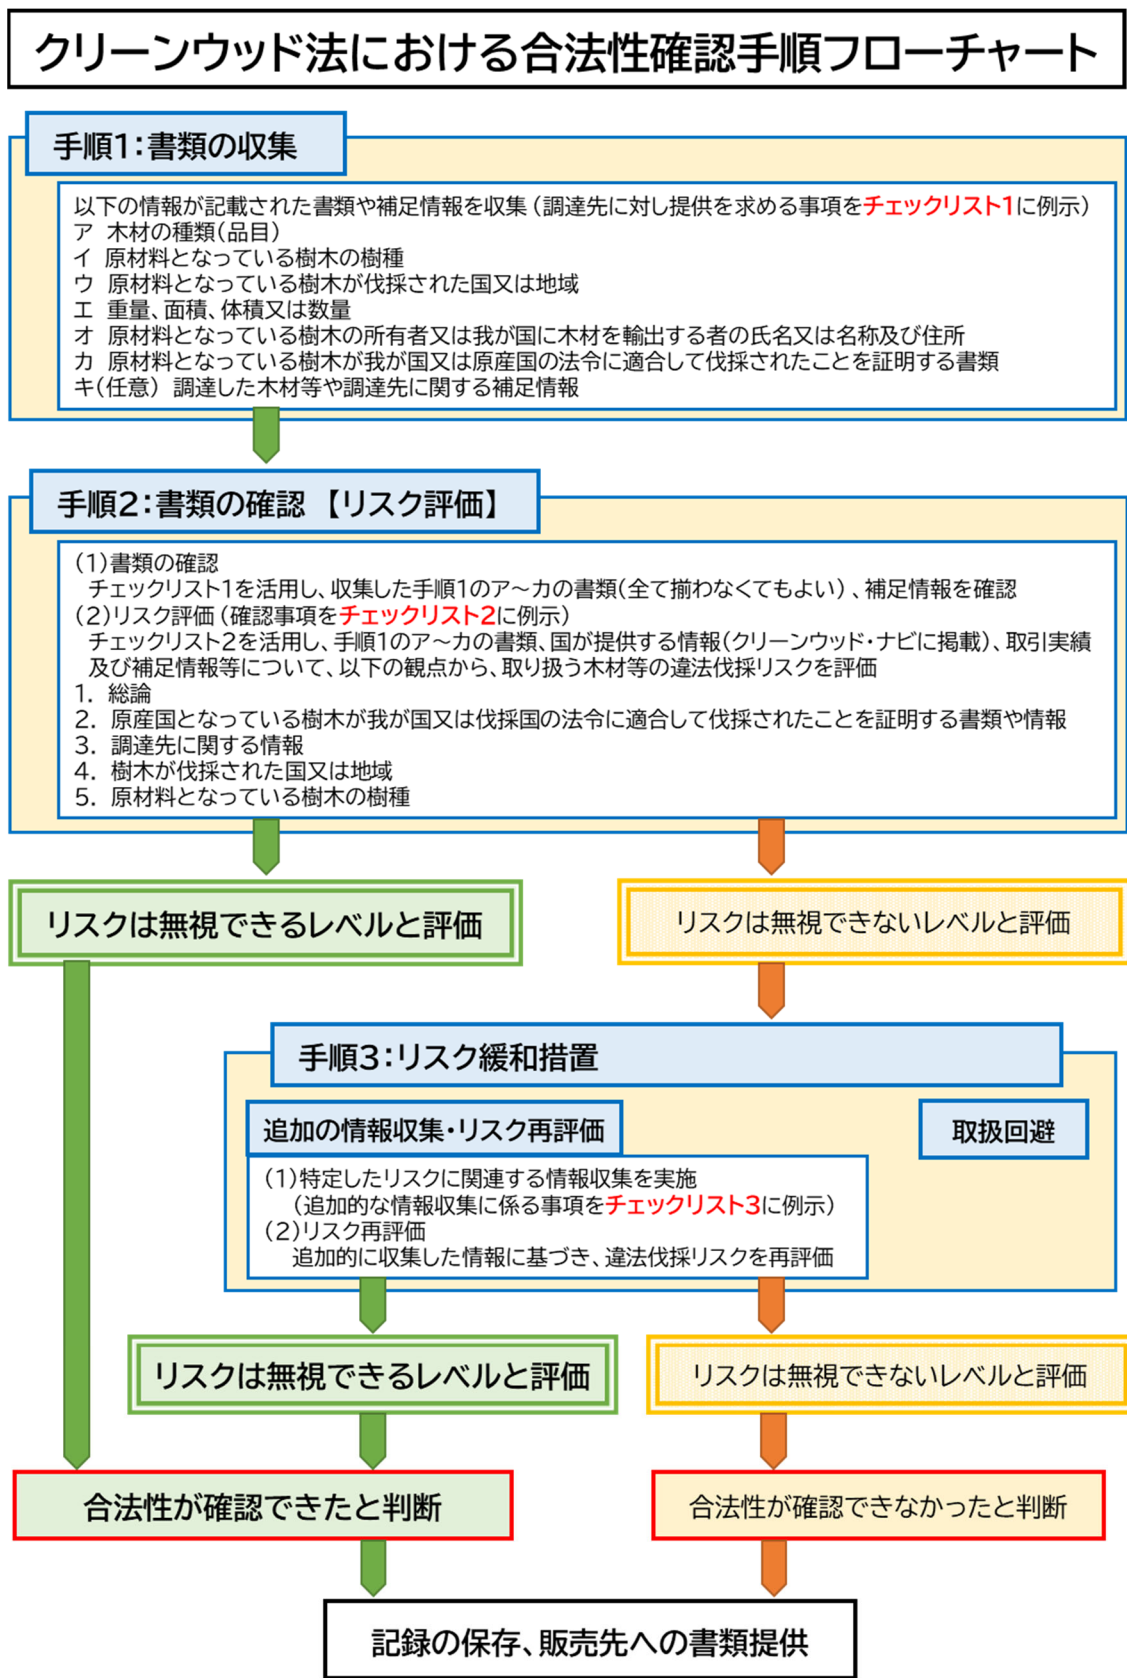 クリーンウッド法における合法性確認手順フローチャート
手順1：書類の収集
以下の情報が記載された書類や補足情報を収集（調達先に対し提供を求める事項をチェックリスト1に例示）
ア 木材の種類（品目）
イ 原材料となっている樹木の樹種
ウ 原材料となっている樹木が伐採された国又は地域
エ 重量、面積、体積又は数量
オ 原材料となっている樹木の所有者又は我が国に木材を輸出する者の氏名又は名称及び住所
カ 原材料となっている樹木が我が国又は原産国の法令に適合して伐採されたことを証明する書類
キ（任意） 調達した木材等や調達先に関する補足情報
手順2：書類の確認 【リスク評価】
（1）書類の確認
チェックリスト1を活用し、収集した手順1のア～カの書類（全て揃わなくてもよい）、補足情報を確認
（2）リスク評価（確認事項をチェックリスト2に例示）
チェックリスト2を活用し、手順1のア～カの書類、国が提供する情報（クリーンウッド・ナビに掲載）、取引実績
及び補足情報等について、以下の観点から、取り扱う木材等の違法伐採リスクを評価
1. 総論
2. 原産国となっている樹木が我が国又は伐採国の法令に適合して伐採されたことを証明する書類や情報
3. 調達先に関する情報
4. 樹木が伐採された国又は地域
5. 原材料となっている樹木の樹種
リスクは無視できるレベルと評価
リスクは無視できないレベルと評価
手順3：リスク緩和措置
追加の情報収集・リスク再評価
取扱回避
（1）特定したリスクに関連する情報収集を実施
（追加的な情報収集に係る事項をチェックリスト3に例示）
（2）リスク再評価
追加的に収集した情報に基づき、違法伐採リスクを再評価
リスクは無視できるレベルと評価
リスクは無視できないレベルと評価
合法性が確認できたと判断
合法性が確認できなかったと判断
記録の保存、販売先への書類提供